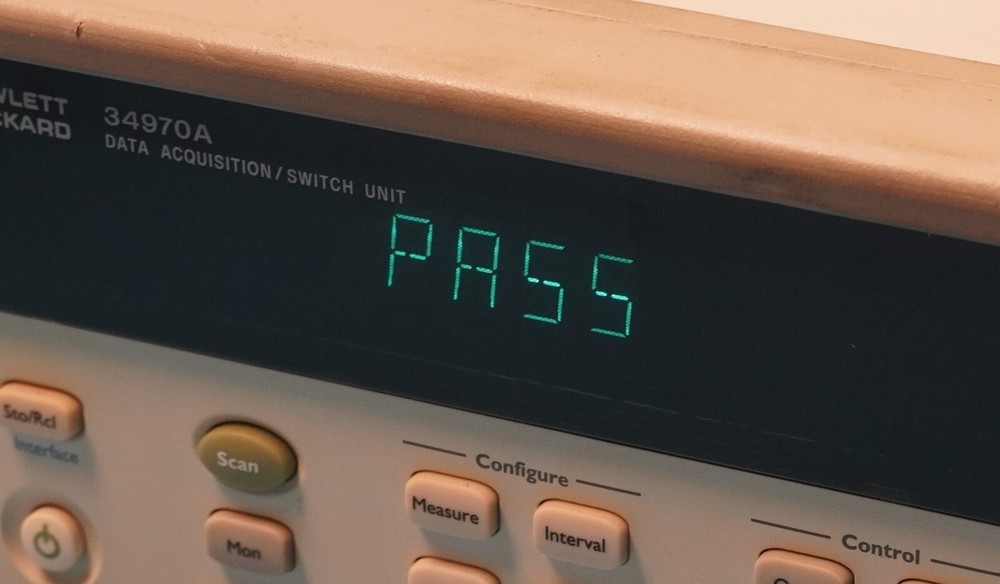 WLETT
CKARD
34970A
DATA ACQUISITION/SWITCH UNIT
PASS
Sto/Rcl
Interface
Scan
Mon
Configure
Measure
Interval
Control